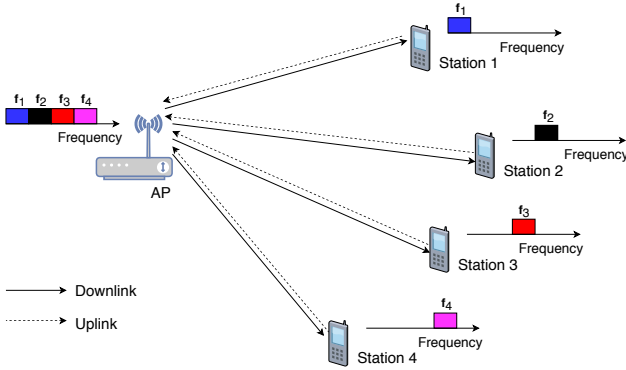 f1
Frequency
Station 1
f1 f2 f3 f4
Frequency
AP
f2
Frequency
Station 2
f3
Frequency
Station 3
Downlink
Uplink
f4
Frequency
Station 4